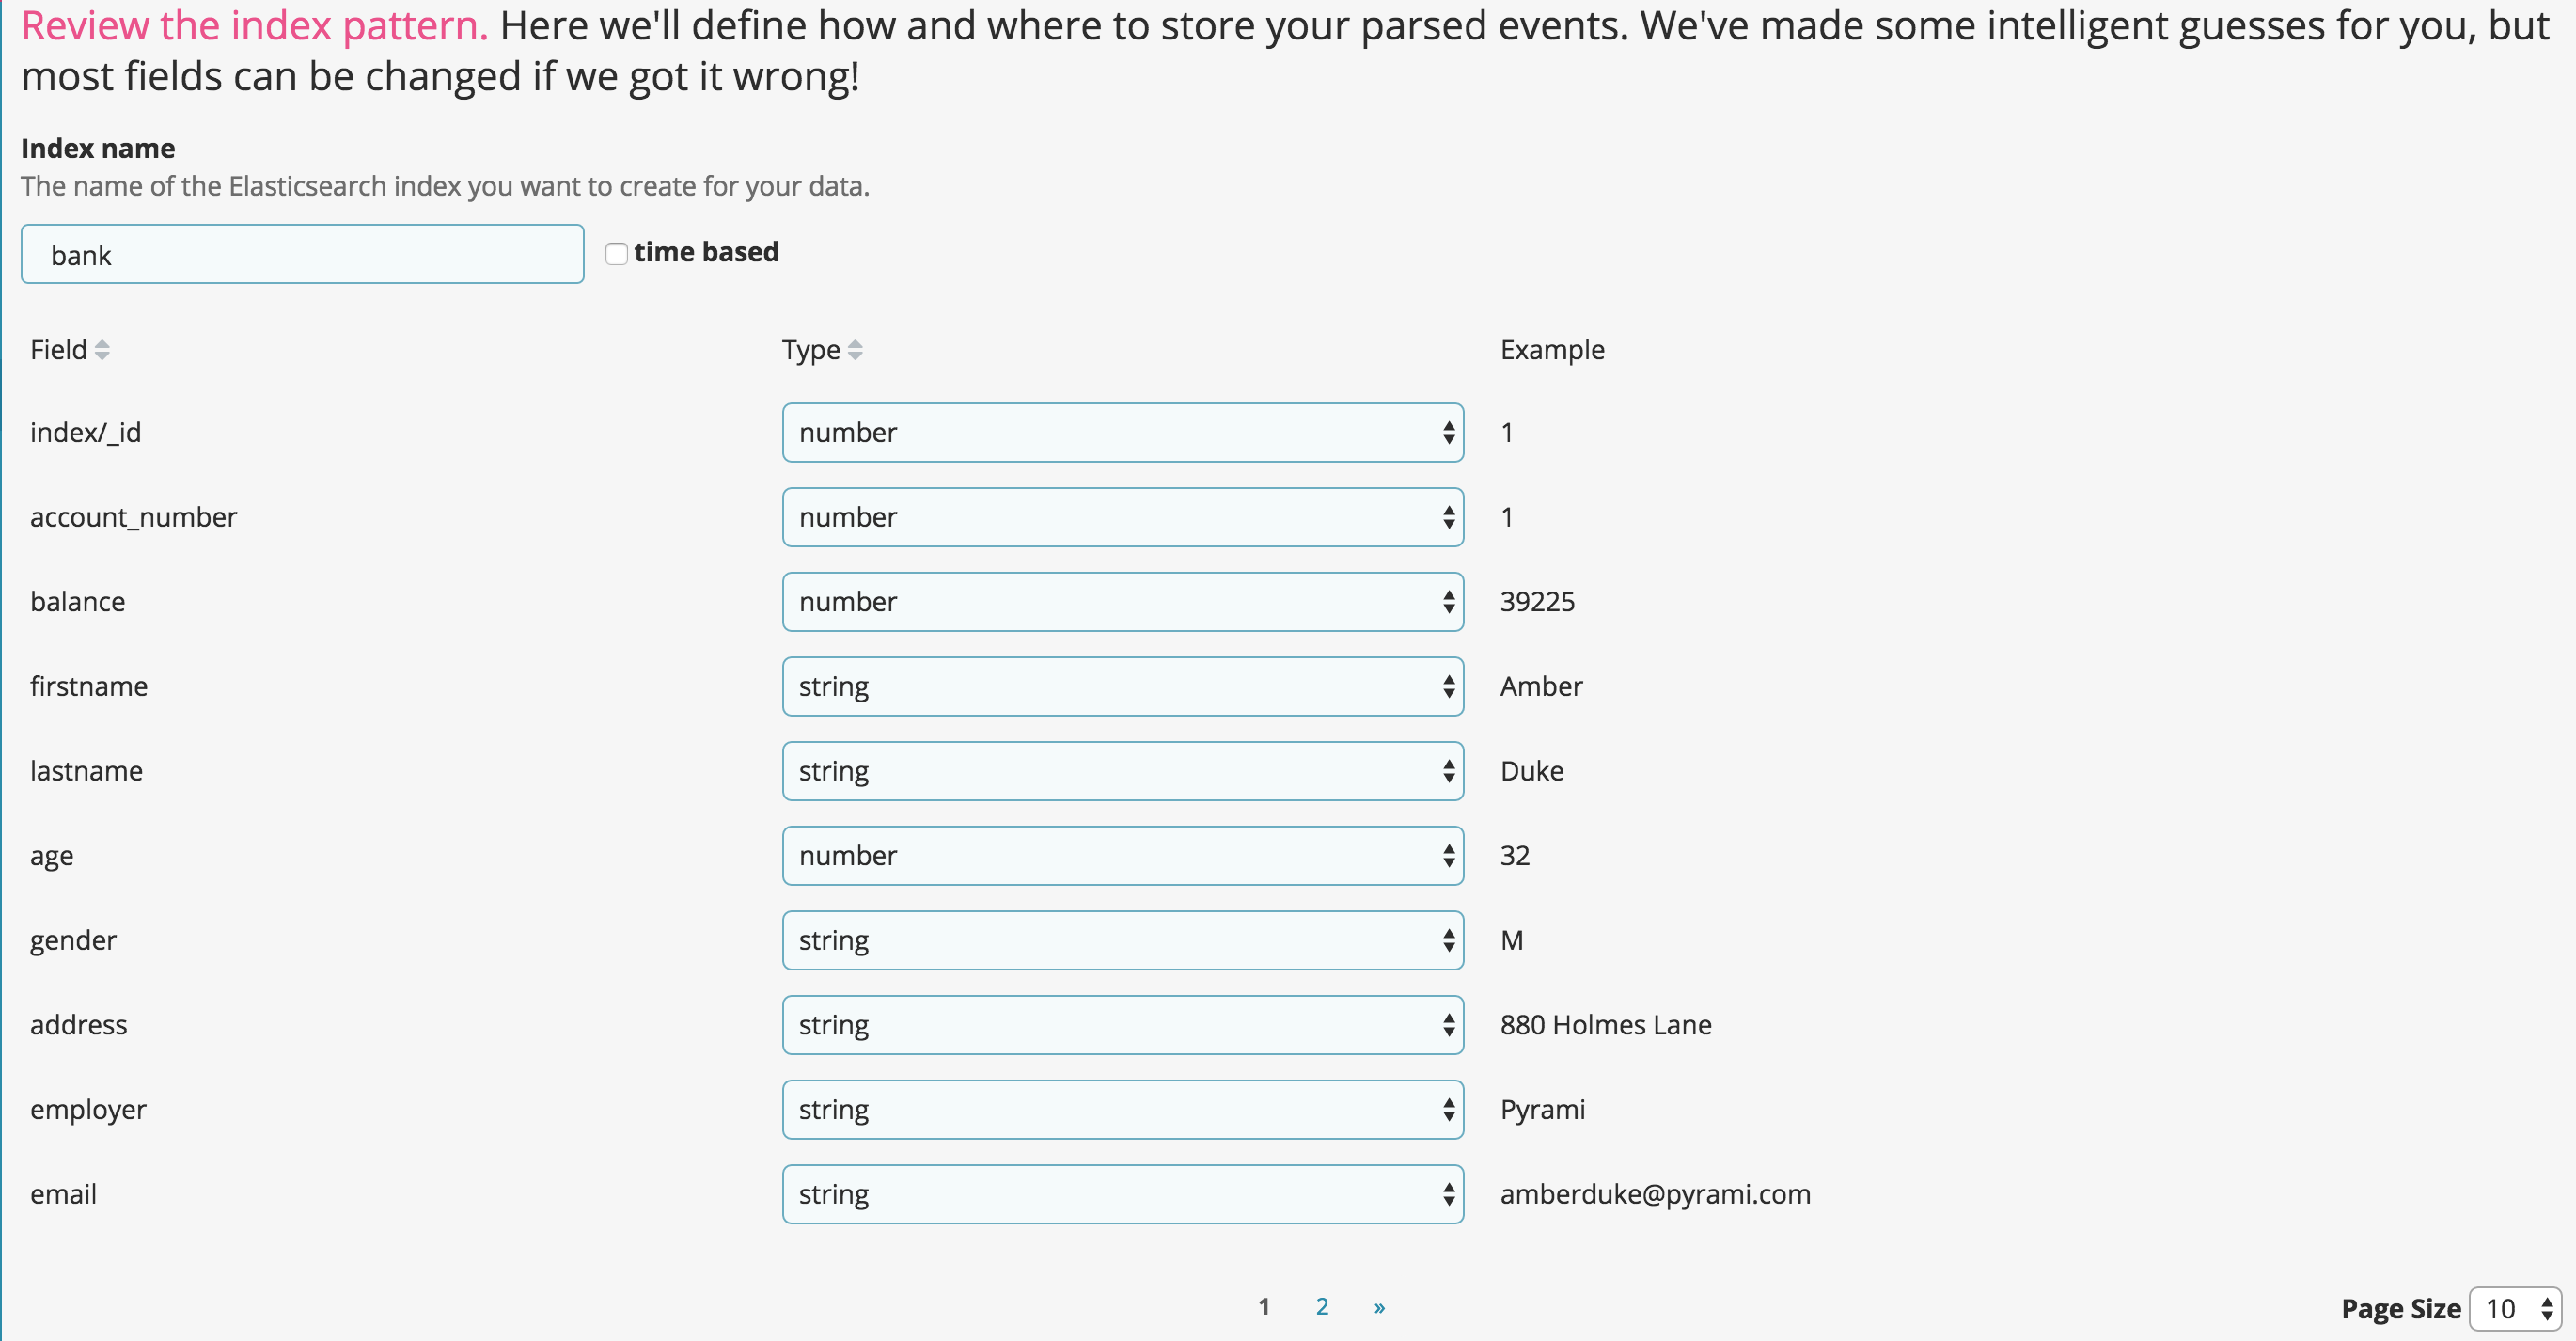 Review the index pattern. Here we'll define how and where to store your parsed events. We've made some intelligent guesses for you, but
most fields can be changed if we got it wrong!
Index name
The name of the Elasticsearch index you want to create for your data.
bank time based
Field Type Example
index/_id number 1
account_number number 1
balance number 39225
firstname string Amber
lastname string Duke
age number 32
gender string M
address string 880 Holmes Lane
employer string Pyrami
email string amberduke@pyrami.com
1 2 » Page Size 10